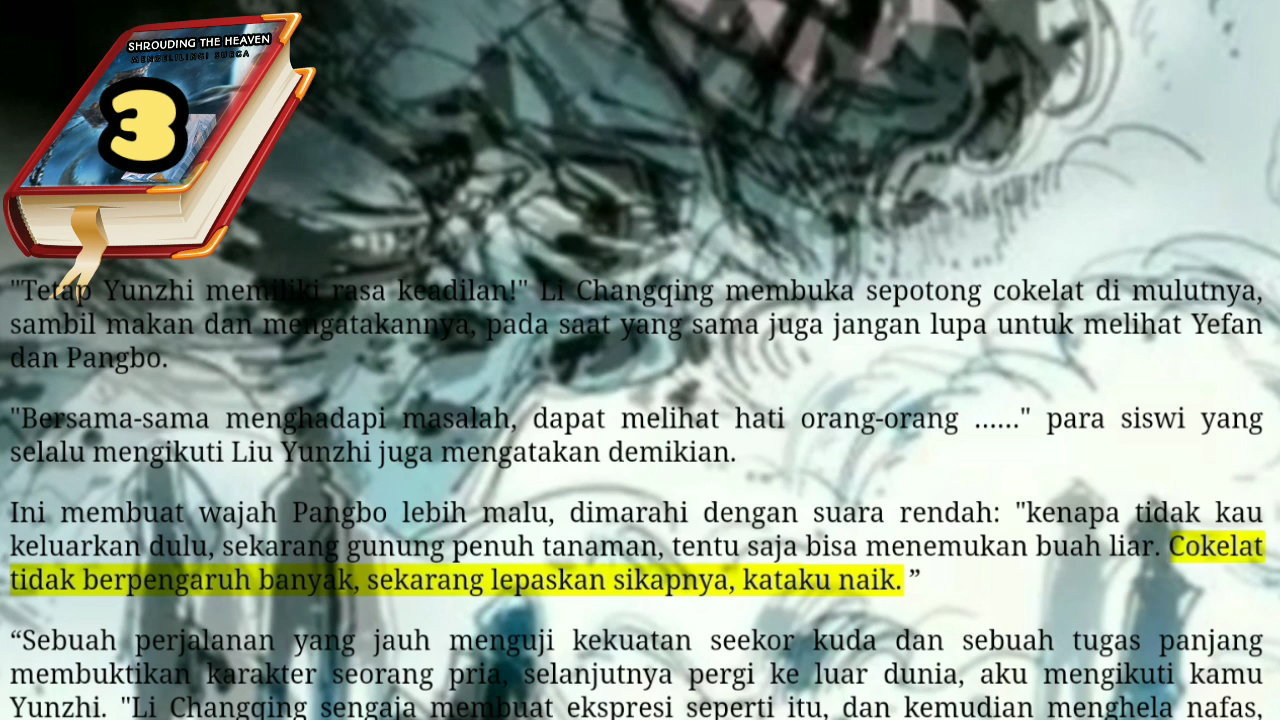 SHROUDING THE HEAVEN
MENGELILINGI SURGA
3
"Tetap Yunzhi memiliki rasa keadilan!" Li Changqing membuka sepotong cokelat di mulutnya,
sambil makan dan mengatakannya, pada saat yang sama juga jangan lupa untuk melihat Yefan
dan Pangbo.
"Bersama-sama menghadapi masalah, dapat melihat hati orang-orang ......" para siswi yang
selalu mengikuti Liu Yunzhi juga mengatakan demikian.
Ini membuat wajah Pangbo lebih malu, dimarahi dengan suara rendah: "kenapa tidak kau
keluarkan dulu, sekarang gunung penuh tanaman, tentu saja bisa menemukan buah liar. Cokelat
tidak berpengaruh banyak, sekarang lepaskan sikapnya, kataku naik. ”
“Sebuah perjalanan yang jauh menguji kekuatan seekor kuda dan sebuah tugas panjang
membuktikan karakter seorang pria, selanjutnya pergi ke luar dunia, aku mengikuti kamu
Yunzhi. "Li Changqing sengaja membuat ekspresi seperti itu, dan kemudian menghela nafas,